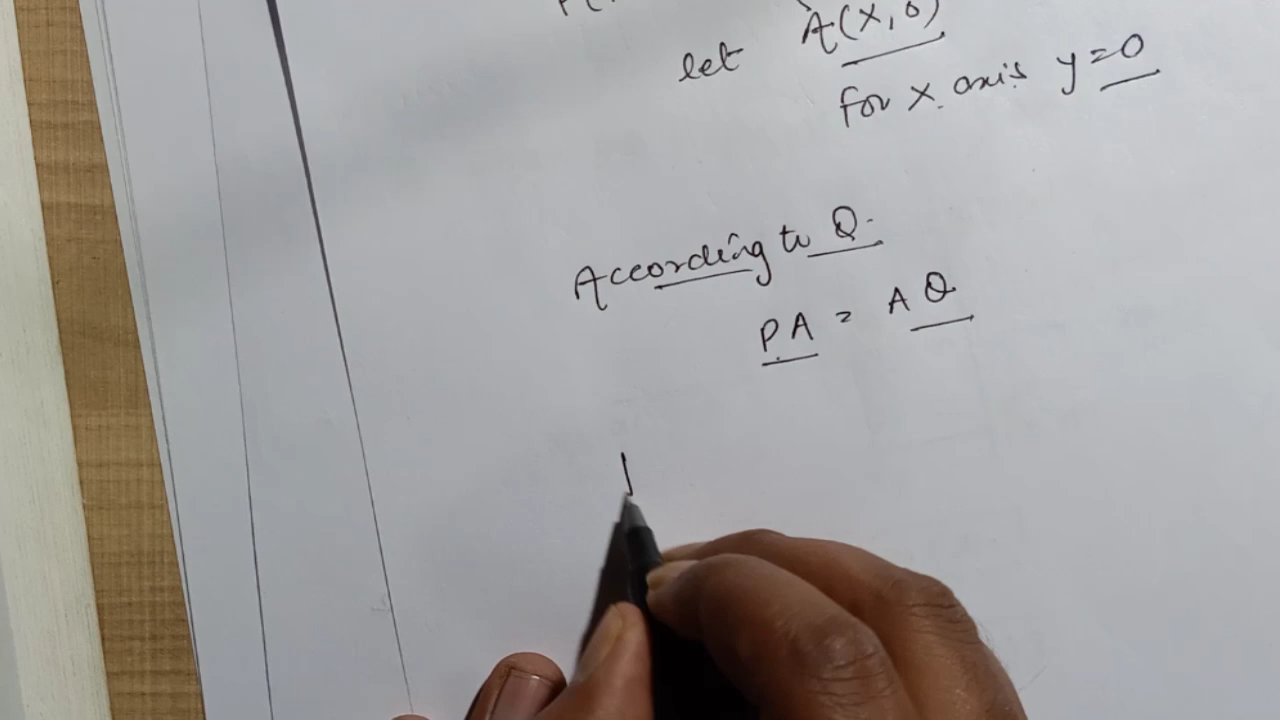 let A(x,0)
for x axis y=0
According to Q.
PA = AQ